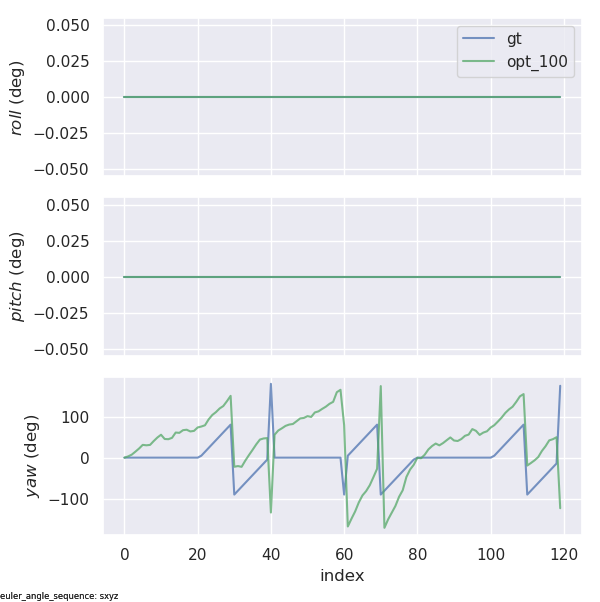 0.050
0.025
0.000
−0.025
−0.050
roll (deg)
gt
opt_100
0.050
0.025
0.000
−0.025
−0.050
pitch (deg)
100
0
−100
yaw (deg)
0 20 40 60 80 100 120
index
euler_angle_sequence: sxyz